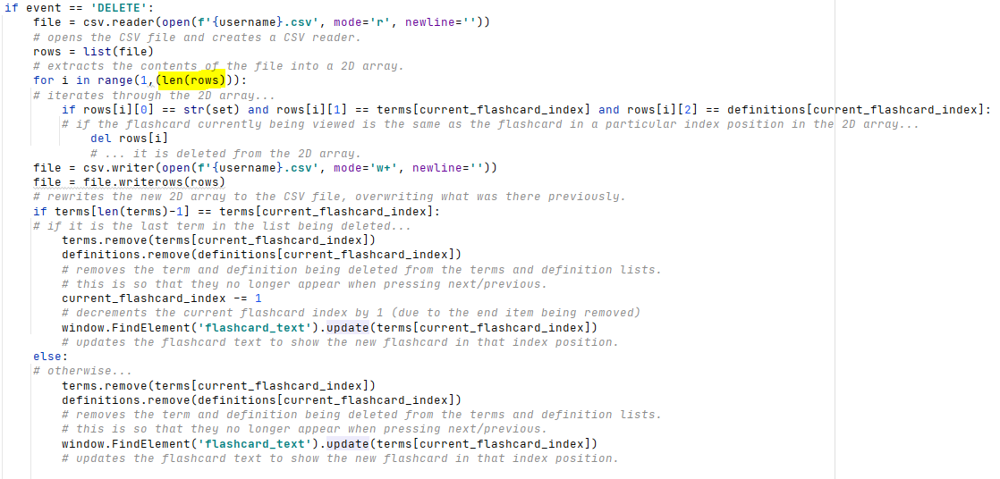 if event == 'DELETE':
    file = csv.reader(open(f'{username}.csv', mode='r', newline=''))
    # opens the CSV file and creates a CSV reader.
    rows = list(file)
    # extracts the contents of the file into a 2D array.
    for i in range(1,(len(rows))):
    # iterates through the 2D array...
        if rows[i][0] == str(set) and rows[i][1] == terms[current_flashcard_index] and rows[i][2] == definitions[current_flashcard_index]:
        # if the flashcard currently being viewed is the same as the flashcard in a particular index position in the 2D array...
            del rows[i]
            # ... it is deleted from the 2D array.
    file = csv.writer(open(f'{username}.csv', mode='w+', newline=''))
    file = file.writerows(rows)
    # rewrites the new 2D array to the CSV file, overwriting what was there previously.
    if terms[len(terms)-1] == terms[current_flashcard_index]:
    # if it is the last term in the list being deleted...
        terms.remove(terms[current_flashcard_index])
        definitions.remove(definitions[current_flashcard_index])
        # removes the term and definition being deleted from the terms and definition lists.
        # this is so that they no longer appear when pressing next/previous.
        current_flashcard_index -= 1
        # decrements the current flashcard index by 1 (due to the end item being removed)
        window.FindElement('flashcard_text').update(terms[current_flashcard_index])
        # updates the flashcard text to show the new flashcard in that index position.
    else:
    # otherwise...
        terms.remove(terms[current_flashcard_index])
        definitions.remove(definitions[current_flashcard_index])
        # removes the term and definition being deleted from the terms and definition lists.
        # this is so that they no longer appear when pressing next/previous.
        window.FindElement('flashcard_text').update(terms[current_flashcard_index])
        # updates the flashcard text to show the new flashcard in that index position.